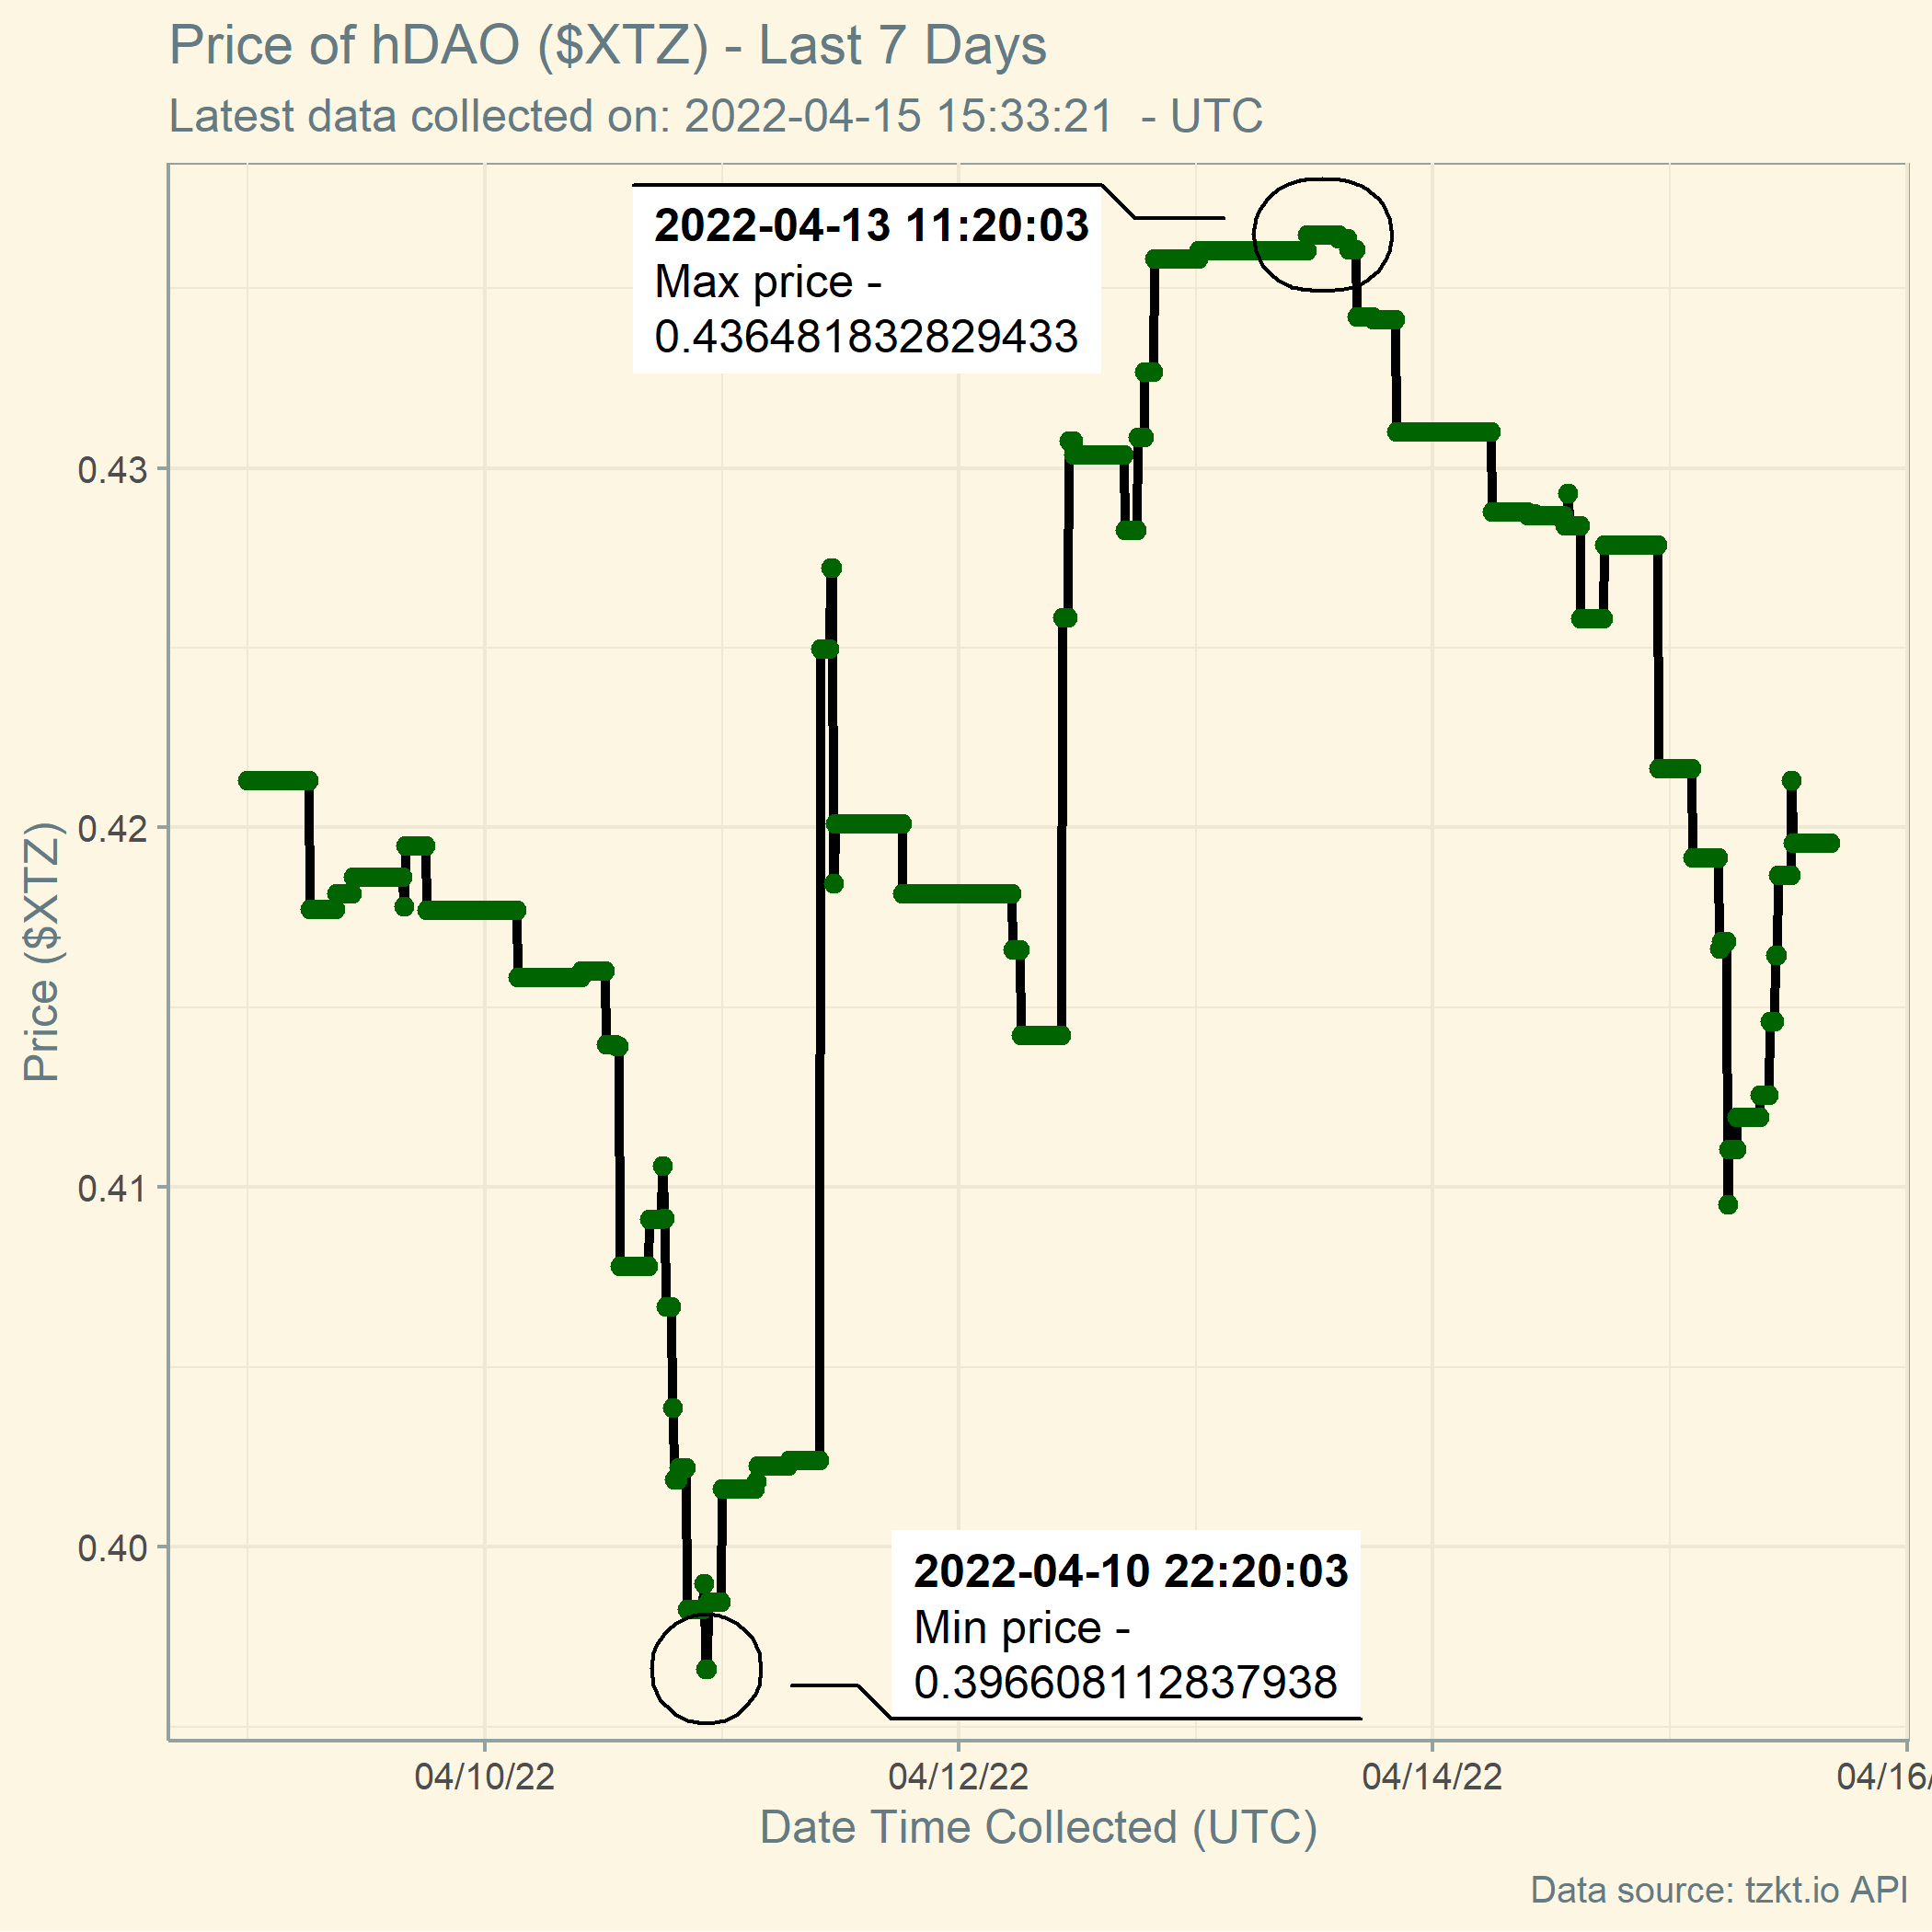 Price of hDAO ($XTZ) - Last 7 Days
Latest data collected on: 2022-04-15 15:33:21  - UTC
2022-04-13 11:20:03
Max price -
0.436481832829433
0.43
0.42
0.41
0.40
Price ($XTZ)
2022-04-10 22:20:03
Min price -
0.396608112837938
04/10/22
04/12/22
04/14/22
04/16/
Date Time Collected (UTC)
Data source: tzkt.io API